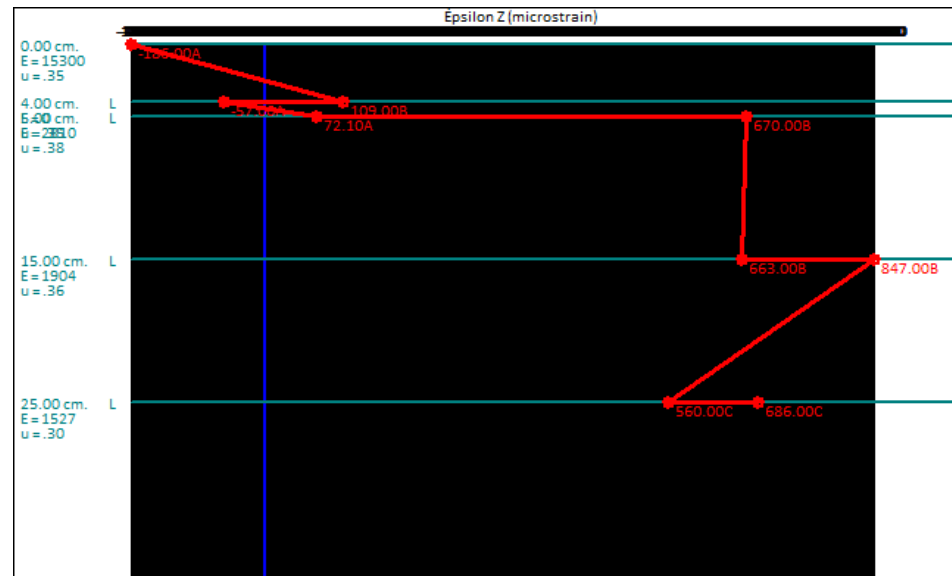 Épsilon Z (microstrain)
0.00 cm.
E=15300
u=.35
-186.00A
4.00 cm. L
-57.00A
109.00B
L
u=.38
72.10A
670.00B
15.00 cm. L
E=1904
u=.36
663.00B
847.00B
25.00 cm. L
E=1527
u=.30
560.00C
686.00C